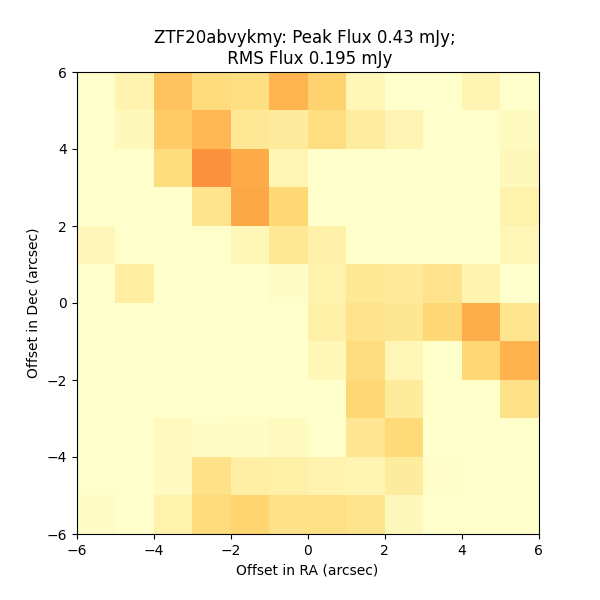 ZTF20abvykmy: Peak Flux 0.43 mJy;
RMS Flux 0.195 mJy
6
4
2
0
−2
−4
−6
Offset in Dec (arcsec)
−6 −4 −2 0 2 4 6
Offset in RA (arcsec)